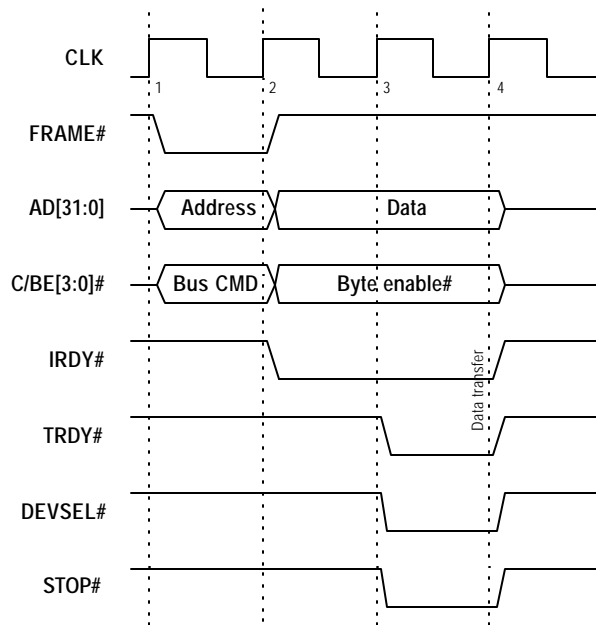 CLK
1
2
3
4
FRAME#
AD[31:0]
Address
Data
C/BE[3:0]#
Bus CMD
Byte enable#
IRDY#
Data transfer
TRDY#
DEVSEL#
STOP#